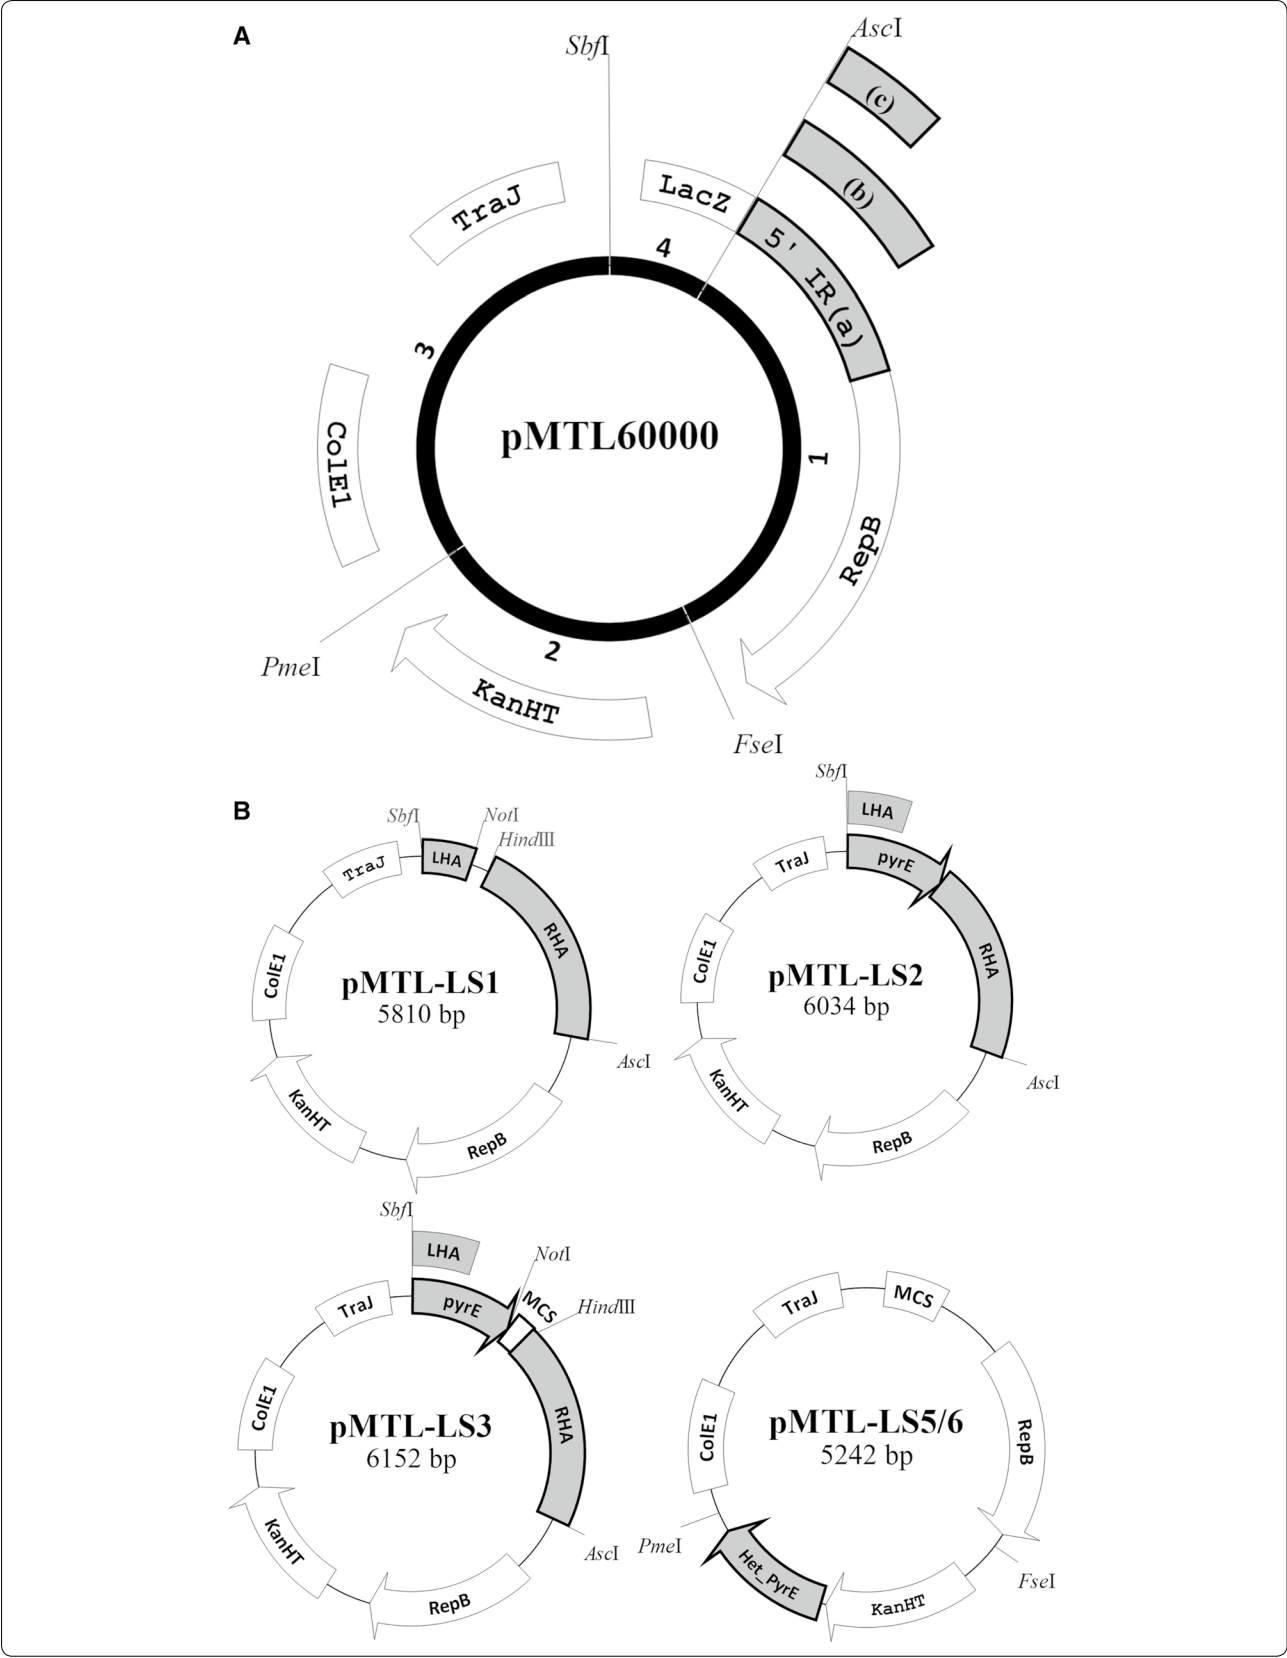 A
SbfI
AscI
(c)
(b)
5' IR(a)
LacZ
TraJ
4
3
pMTL60000
1
ColE1
RepB
2
PmeI
KanHT
FseI
B
SbfI
NotI
HindIII
LHA
TraJ
RHA
ColE1
pMTL-LS1
5810 bp
AscI
KanHT
RepB
SbfI
LHA
pyrE
TraJ
RHA
ColE1
pMTL-LS2
6034 bp
AscI
KanHT
RepB
SbfI
LHA
NotI
MCS
HindIII
pyrE
TraJ
ColE1
RHA
pMTL-LS3
6152 bp
AscI
KanHT
RepB
MCS
TraJ
ColE1
pMTL-LS5/6
5242 bp
RepB
PmeI
Het_PyrE
FseI
KanHT